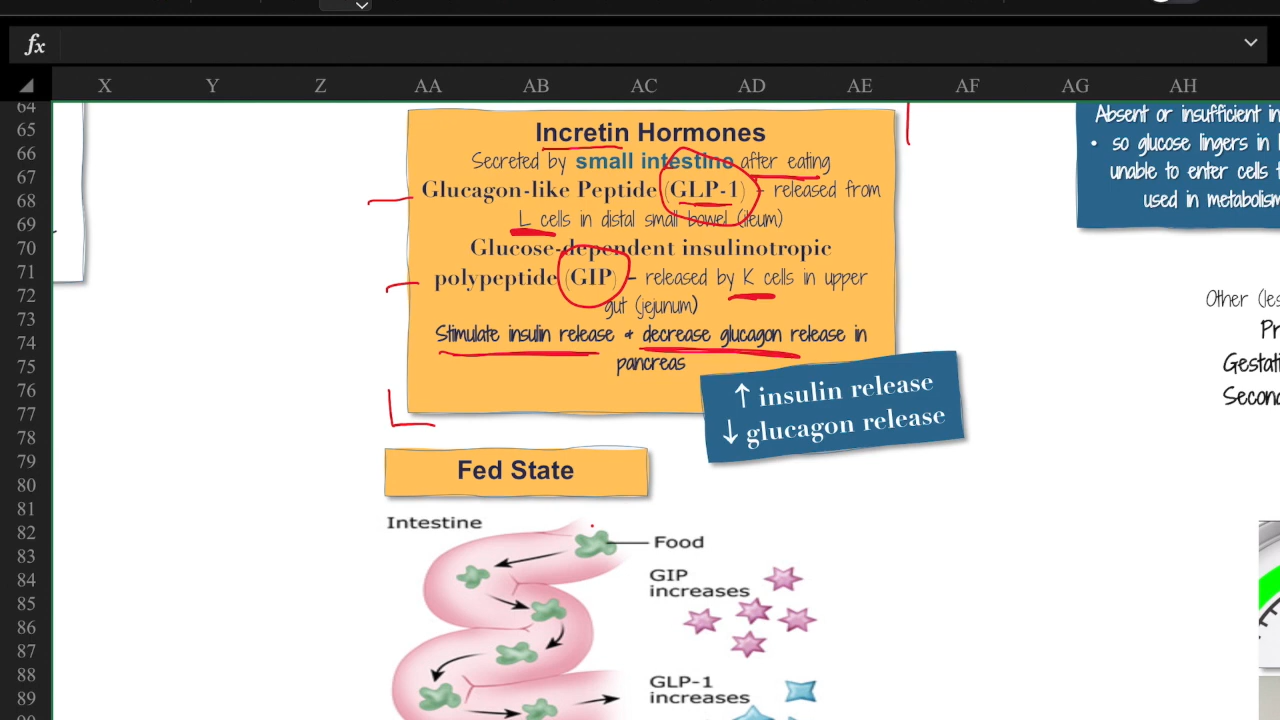 fx
X Y Z AA AB AC AD AE AF AG AH
64
65
66
67
68
69
70
71
72
73
74
75
76
77
78
79
80
81
82
83
84
85
86
87
88
89
Incretin Hormones
Secreted by small intestine after eating
Glucagon-like Peptide (GLP-1) - released from
L cells in distal small bowel (ileum)
Glucose-dependent insulinotropic
polypeptide (GIP) - released by K cells in upper
gut (jejunum)
Stimulate insulin release & decrease glucagon release in
pancreas
↑ insulin release
↓ glucagon release
Fed State
Intestine
Food
GIP
increases
GLP-1
increases
Absent or insufficient in
• so glucose lingers in
unable to enter cells
used in metabolism
Other
Gestati